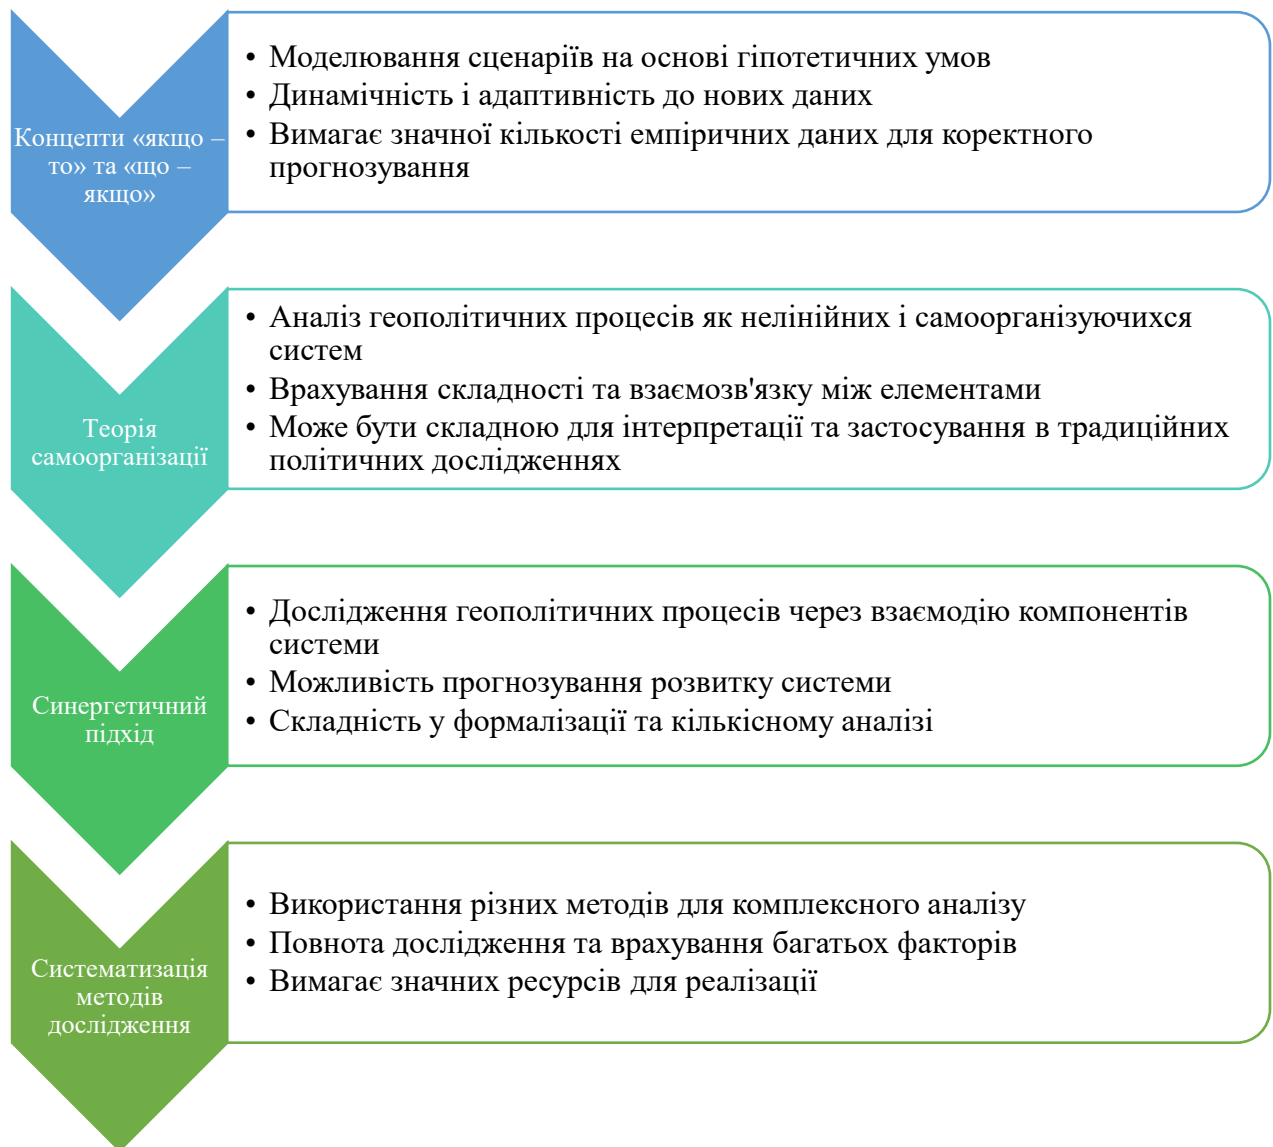 Концепти «якщо –
то» та «що –
якщо»
• Моделювання сценаріїв на основі гіпотетичних умов
• Динамічність і адаптивність до нових даних
• Вимагає значної кількості емпіричних даних для коректного
прогнозування
Теорія
самоорганізації
• Аналіз геополітичних процесів як нелінійних і самоорганізуючихся
систем
• Врахування складності та взаємозв'язку між елементами
• Може бути складною для інтерпретації та застосування в традиційних
політичних дослідженнях
Синергетичний
підхід
• Дослідження геополітичних процесів через взаємодію компонентів
системи
• Можливість прогнозування розвитку системи
• Складність у формалізації та кількісному аналізі
Систематизація
методів
дослідження
• Використання різних методів для комплексного аналізу
• Повнота дослідження та врахування багатьох факторів
• Вимагає значних ресурсів для реалізації